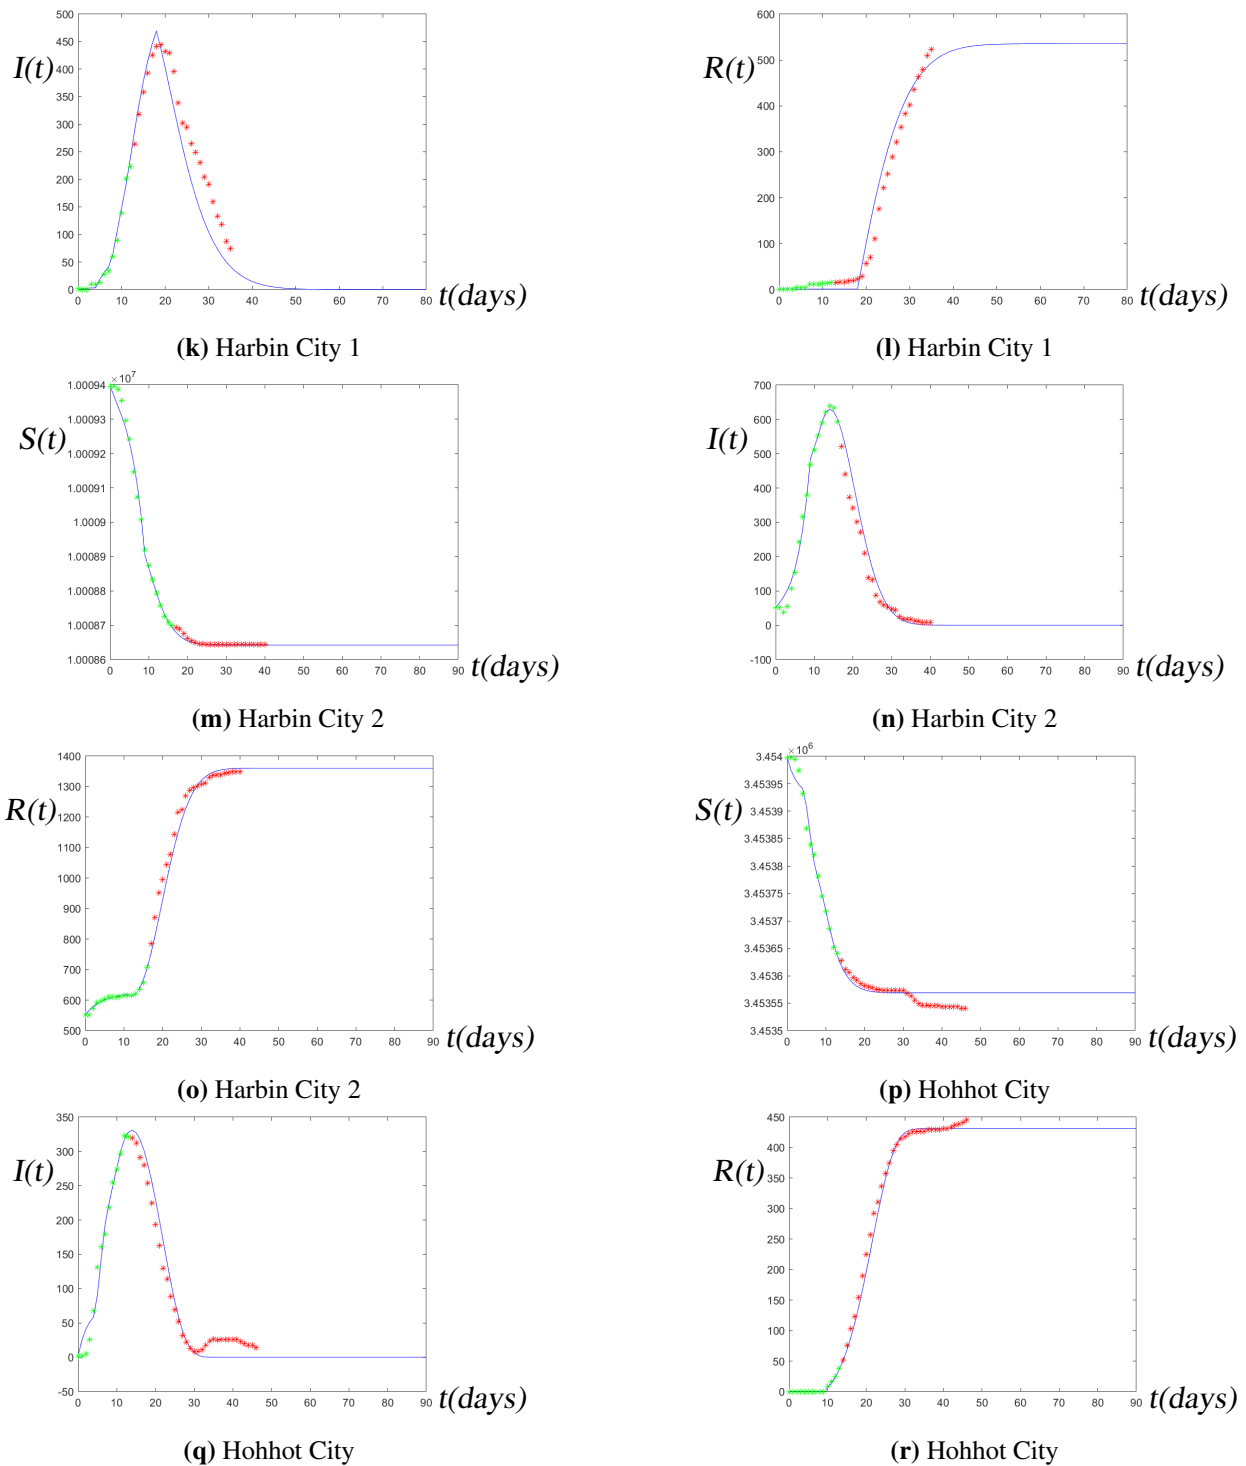 500
450
400
350
300
250
200
150
100
50
0
I(t)
0 10 20 30 40 50 60 70 80
t(days)
(k) Harbin City 1
600
500
400
300
200
100
0
R(t)
0 10 20 30 40 50 60 70 80
t(days)
(l) Harbin City 1
× 10^7
1.00094
1.00093
1.00092
1.00091
1.0009
1.00089
1.00088
1.00087
1.00086
S(t)
0 10 20 30 40 50 60 70 80 90
t(days)
(m) Harbin City 2
700
600
500
400
300
200
100
0
-100
I(t)
0 10 20 30 40 50 60 70 80 90
t(days)
(n) Harbin City 2
1400
1300
1200
1100
1000
900
800
700
600
500
R(t)
0 10 20 30 40 50 60 70 80 90
t(days)
(o) Harbin City 2
× 10^6
3.454
3.45395
3.4539
3.45385
3.4538
3.45375
3.4537
3.45365
3.4536
3.45355
3.4535
S(t)
0 10 20 30 40 50 60 70 80 90
t(days)
(p) Hohhot City
350
300
250
200
150
100
50
0
-50
I(t)
0 10 20 30 40 50 60 70 80 90
t(days)
(q) Hohhot City
450
400
350
300
250
200
150
100
50
0
R(t)
0 10 20 30 40 50 60 70 80 90
t(days)
(r) Hohhot City